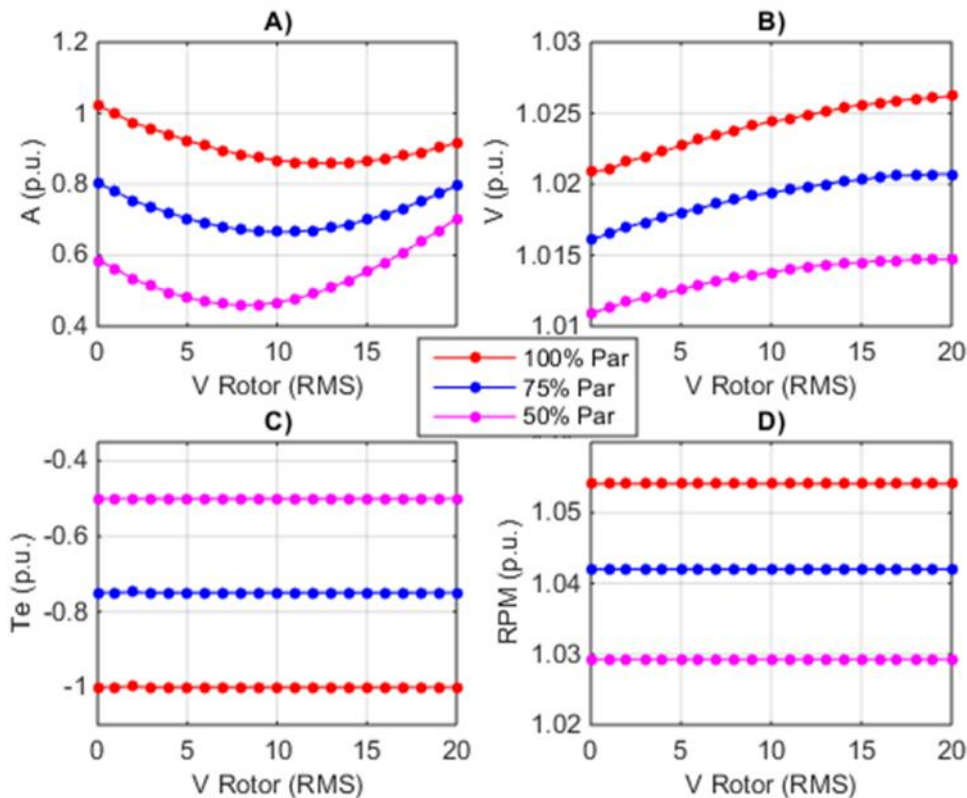 A)
1.2
1
0.8
0.6
0.4
A (p.u.)
0 5 10 15 20
V Rotor (RMS)
B)
1.03
1.025
1.02
1.015
1.01
V (p.u.)
0 5 10 15 20
V Rotor (RMS)
100% Par
75% Par
50% Par
C)
-0.4
-0.6
-0.8
-1
Te (p.u.)
0 5 10 15 20
V Rotor (RMS)
D)
1.05
1.04
1.03
1.02
RPM (p.u.)
0 5 10 15 20
V Rotor (RMS)